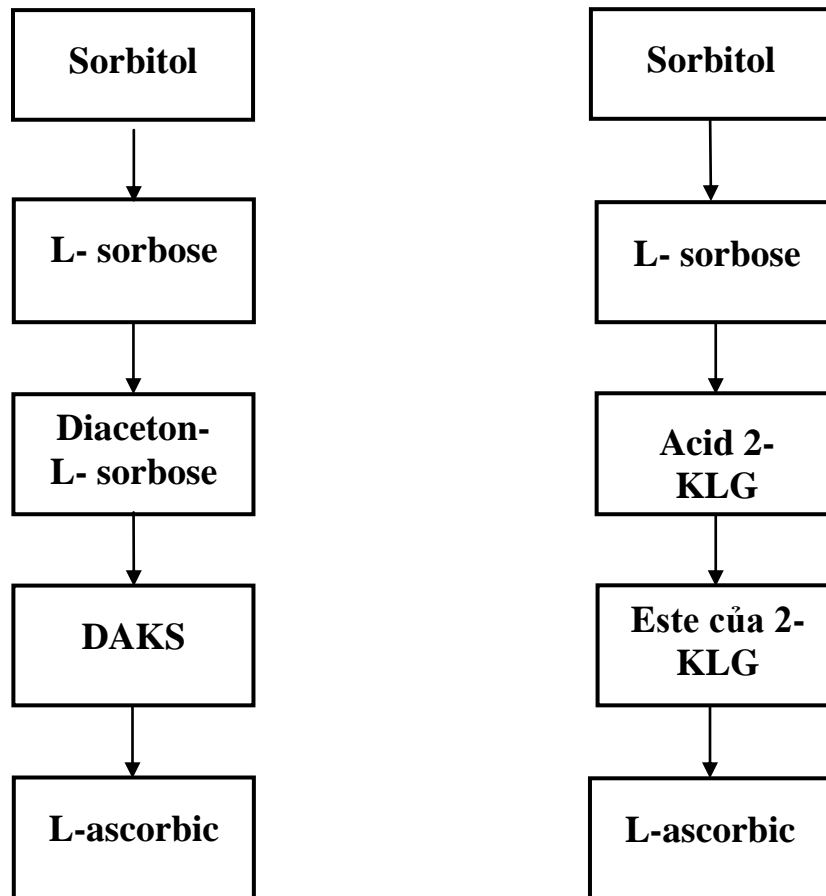 Sorbitol
L- sorbose
Diaceton-
L- sorbose
DAKS
L-ascorbic
Sorbitol
L- sorbose
Acid 2-
KLG
Este của 2-
KLG
L-ascorbic